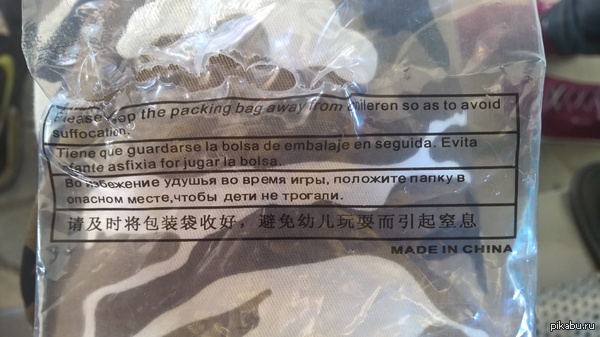 Please the packing bag away from so as to avoid
suffocation.
Tiene que guardarse la bolsa de embalaje en seguida. Evita
infante asfixia for jugar la bolsa.
Во избежение удушья во время игры, положите папку в
опасном месте,чтобы дети не трогали.
请及时将包装袋收好，避免幼儿玩耍而引起窒息
MADE IN CHINA
pikabu.ru